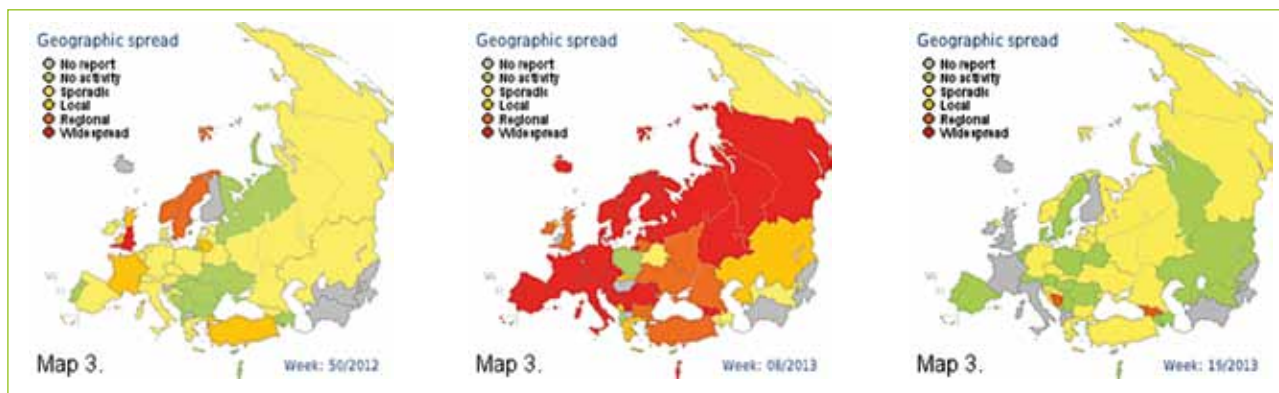 Geographic spread
No report
No activity
Sporadic
Local
Regional
Widespread
Map 3.
Week: 50/2012
Geographic spread
No report
No activity
Sporadic
Local
Regional
Widespread
Map 3.
Week: 06/2013
Geographic spread
No report
No activity
Sporadic
Local
Regional
Widespread
Map 3.
Week: 19/2013